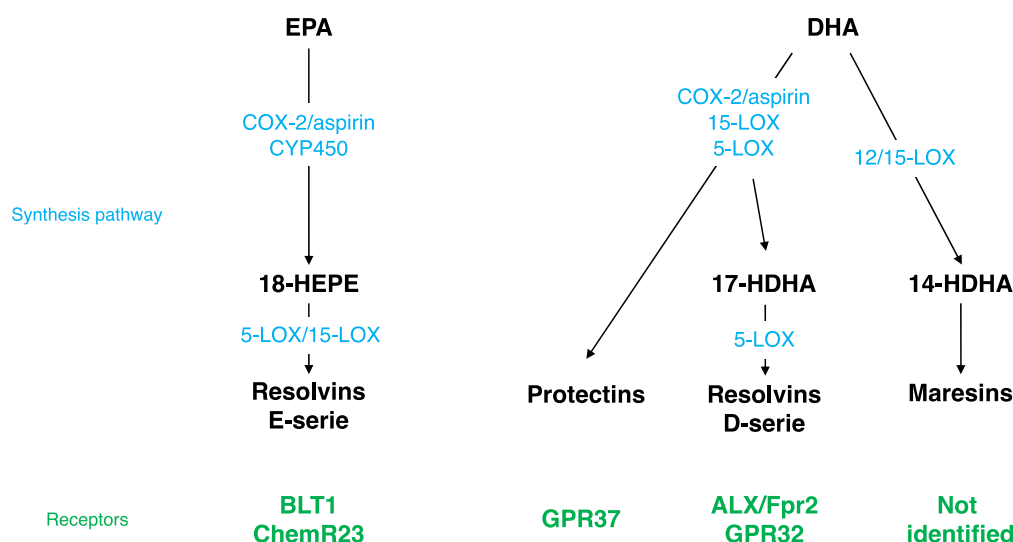 EPA
DHA
COX-2/aspirin
CYP450
COX-2/aspirin
15-LOX
5-LOX
12/15-LOX
Synthesis pathway
18-HEPE
17-HDHA
14-HDHA
5-LOX/15-LOX
5-LOX
Resolvins
E-serie
Protectins
Resolvins
D-serie
Maresins
Receptors
BLT1
ChemR23
GPR37
ALX/Fpr2
GPR32
Not
identified